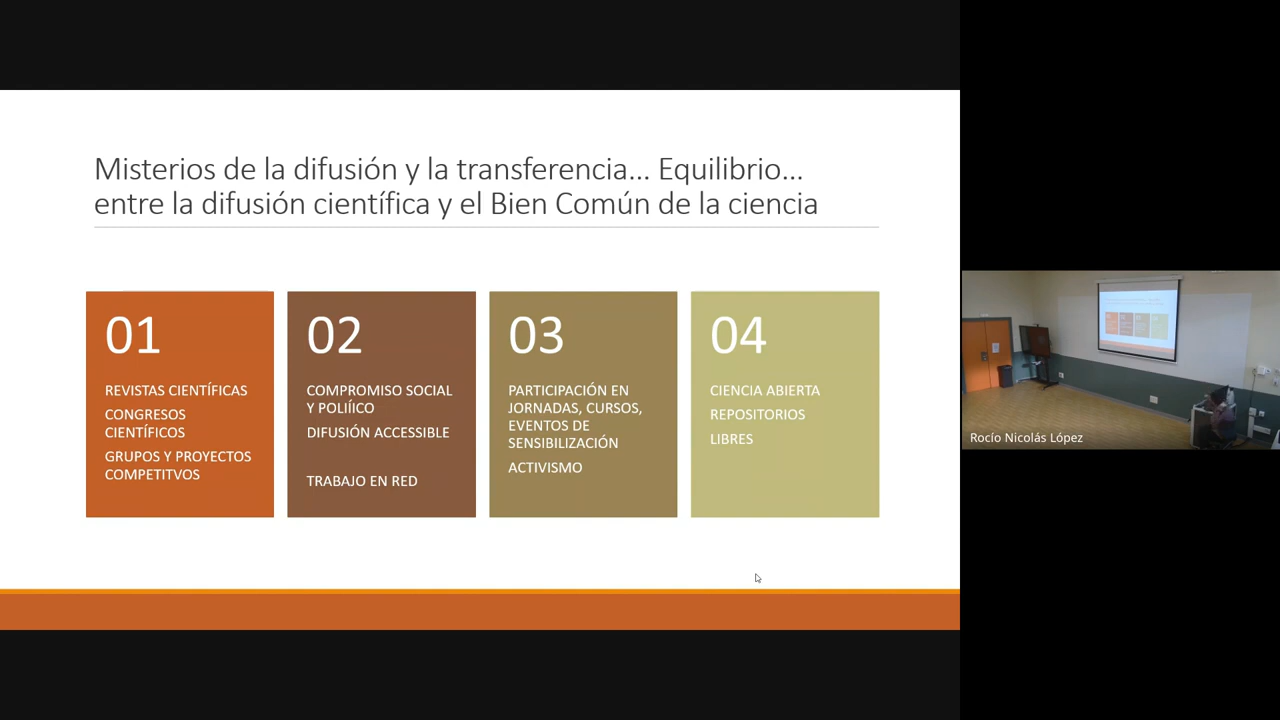 Misterios de la difusión y la transferencia... Equilibrio...
entre la difusión científica y el Bien Común de la ciencia
01
REVISTAS CIENTÍFICAS
CONGRESOS
CIENTÍFICOS
GRUPOS Y PROYECTOS
COMPETITVOS
02
COMPROMISO SOCIAL
Y POLIÍICO
DIFUSIÓN ACCESSIBLE
TRABAJO EN RED
03
PARTICIPACIÓN EN
JORNADAS, CURSOS,
EVENTOS DE
SENSIBILIZACIÓN
ACTIVISMO
04
CIENCIA ABIERTA
REPOSITORIOS
LIBRES
Rocío Nicolás López